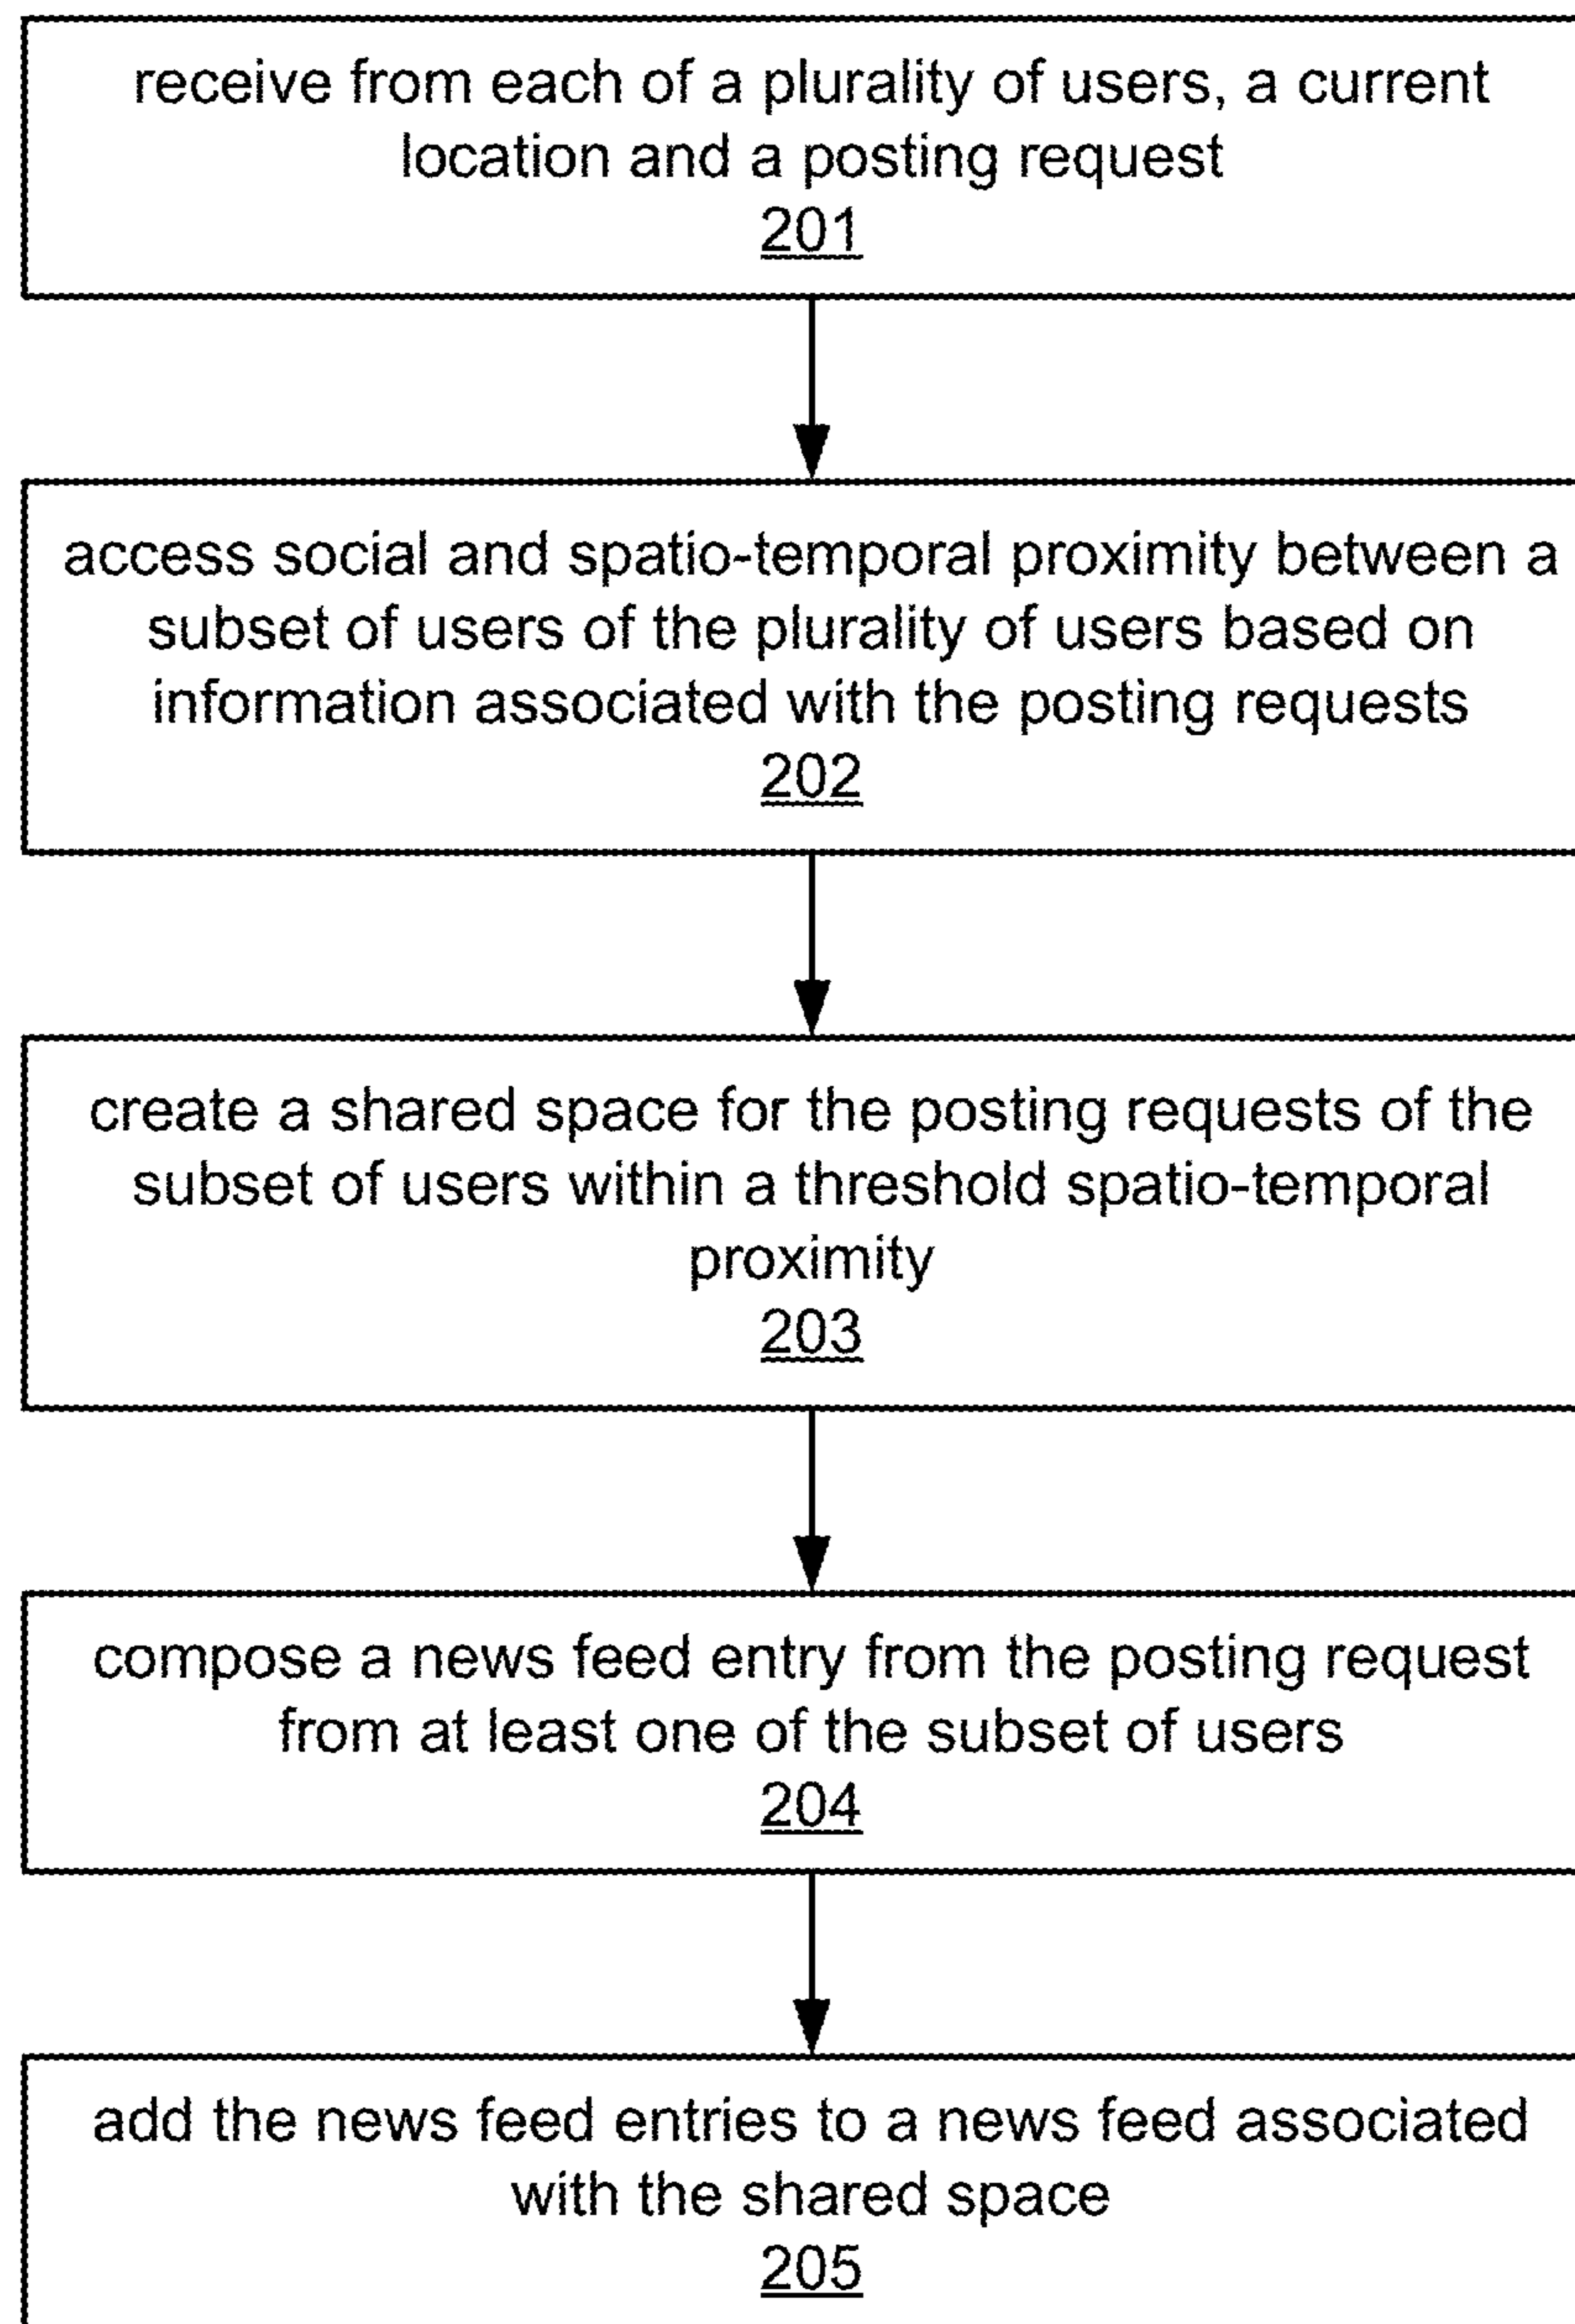 receive from each of a plurality of users, a current
location and a posting request
201
access social and spatio-temporal proximity between a
subset of users of the plurality of users based on
information associated with the posting requests
202
create a shared space for the posting requests of the
subset of users within a threshold spatio-temporal
proximity
203
compose a news feed entry from the posting request
from at least one of the subset of users
204
add the news feed entries to a news feed associated
with the shared space
205